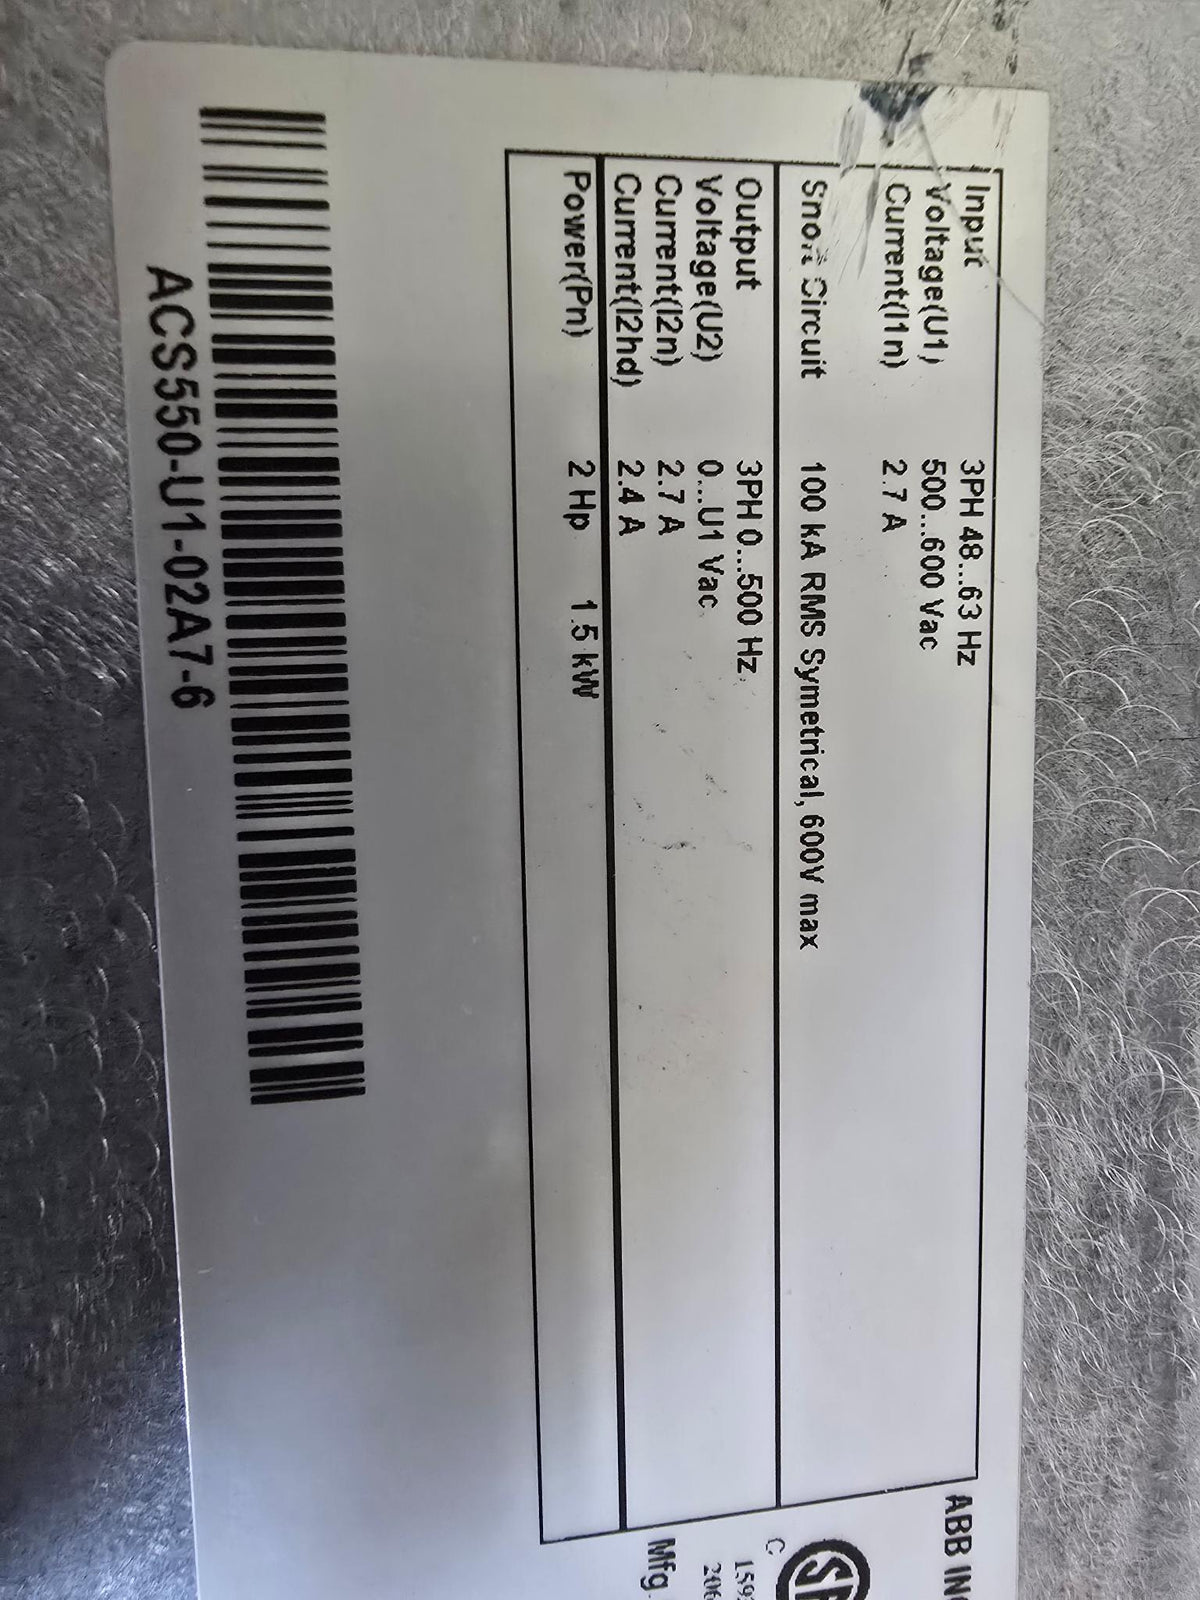 Input 3PH 48...63 Hz
Voltage(U1) 500...600 Vac
Current(I1n) 2.7 A
Circuit 100 kA RMS Symetrical, 600V max
Output 3PH 0...500 Hz
Voltage(U2) 0...U1 Vac
Current(I2n) 2.7 A
Current(I2hd) 2.4 A
Power(Pn) 2 Hp 1.5 kW
ACS550-U1-02A7-6
ABB
C
Mfg.